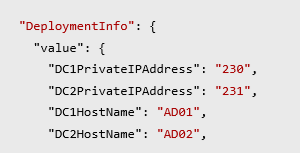 "DeploymentInfo": {
"value": {
"DC1PrivateIPAddress": "230",
"DC2PrivateIPAddress": "231",
"DC1HostName": "AD01",
"DC2HostName": "AD02",